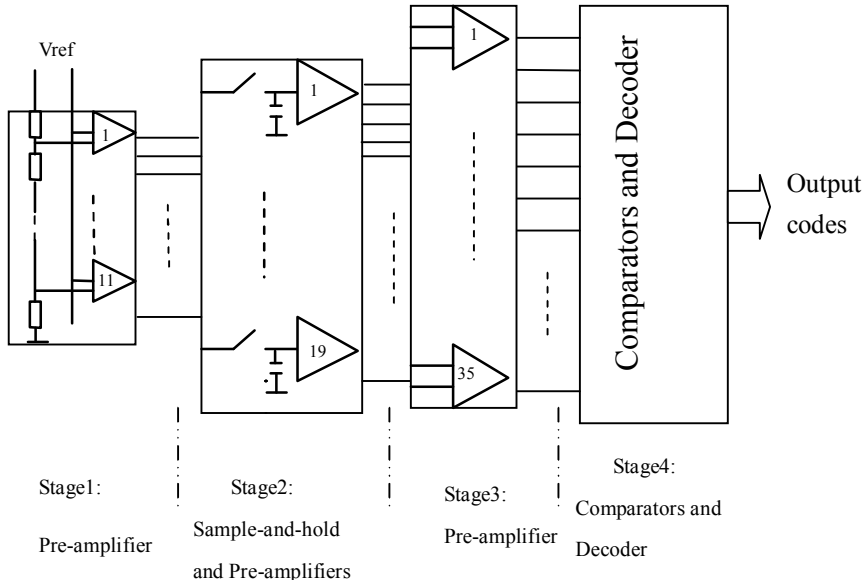 Vref
1
11
1
19
1
35
Comparators and Decoder
Output
codes
Stage1:
Pre-amplifier
Stage2:
Sample-and-hold
and Pre-amplifiers
Stage3:
Pre-amplifier
Stage4:
Comparators and
Decoder